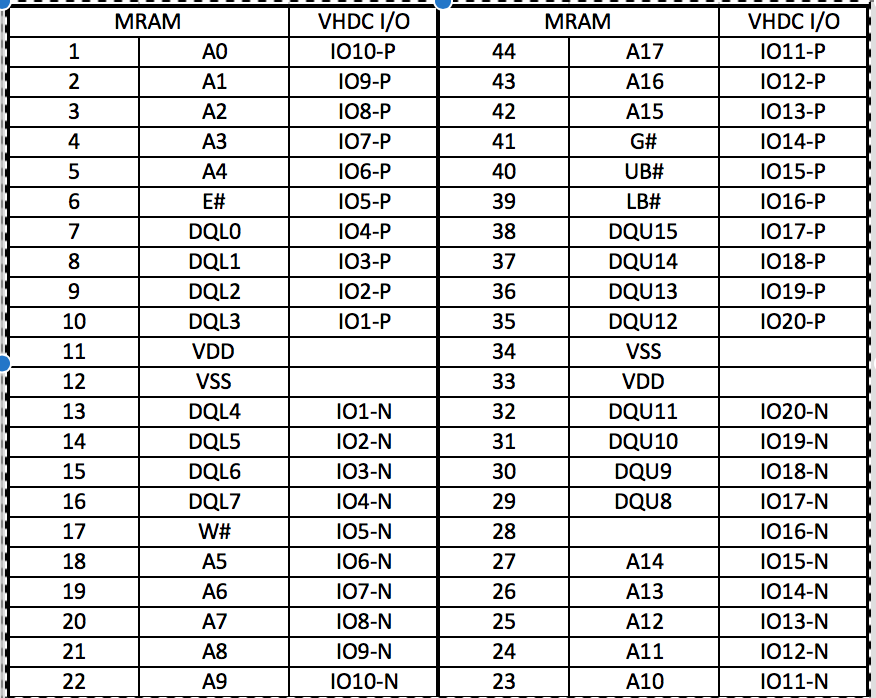 MRAM VHDC I/O MRAM VHDC I/O
1 A0 IO10-P 44 A17 IO11-P
2 A1 IO9-P 43 A16 IO12-P
3 A2 IO8-P 42 A15 IO13-P
4 A3 IO7-P 41 G# IO14-P
5 A4 IO6-P 40 UB# IO15-P
6 E# IO5-P 39 LB# IO16-P
7 DQL0 IO4-P 38 DQU15 IO17-P
8 DQL1 IO3-P 37 DQU14 IO18-P
9 DQL2 IO2-P 36 DQU13 IO19-P
10 DQL3 IO1-P 35 DQU12 IO20-P
11 VDD 34 VSS
12 VSS 33 VDD
13 DQL4 IO1-N 32 DQU11 IO20-N
14 DQL5 IO2-N 31 DQU10 IO19-N
15 DQL6 IO3-N 30 DQU9 IO18-N
16 DQL7 IO4-N 29 DQU8 IO17-N
17 W# IO5-N 28 IO16-N
18 A5 IO6-N 27 A14 IO15-N
19 A6 IO7-N 26 A13 IO14-N
20 A7 IO8-N 25 A12 IO13-N
21 A8 IO9-N 24 A11 IO12-N
22 A9 IO10-N 23 A10 IO11-N